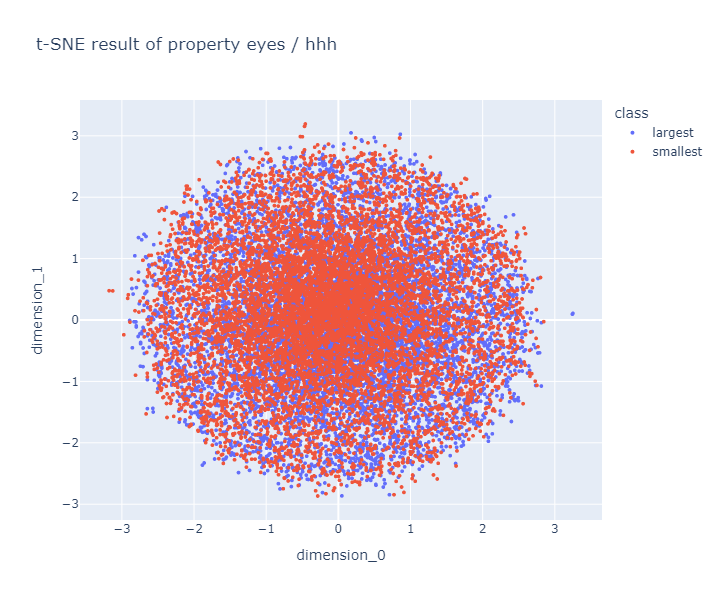 t-SNE result of property eyes / hhh
class
largest
smallest
3
2
1
0
−1
−2
−3
−3
−2
−1
0
1
2
3
dimension_1
dimension_0